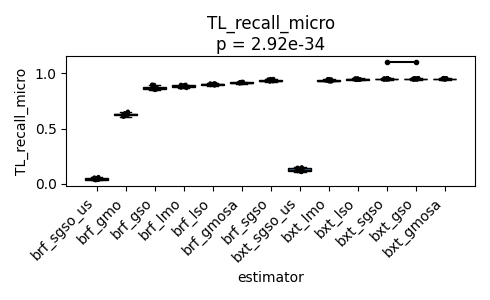 TL_recall_micro
p = 2.92e-34
TL_recall_micro
1.0
0.5
0.0
brf_sgso_us
brf_gmo
brf_gso
brf_lmo
brf_lso
brf_gmosa
brf_sgso
bxt_sgso_us
bxt_lmo
bxt_lso
bxt_sgso
bxt_gso
bxt_gmosa
estimator